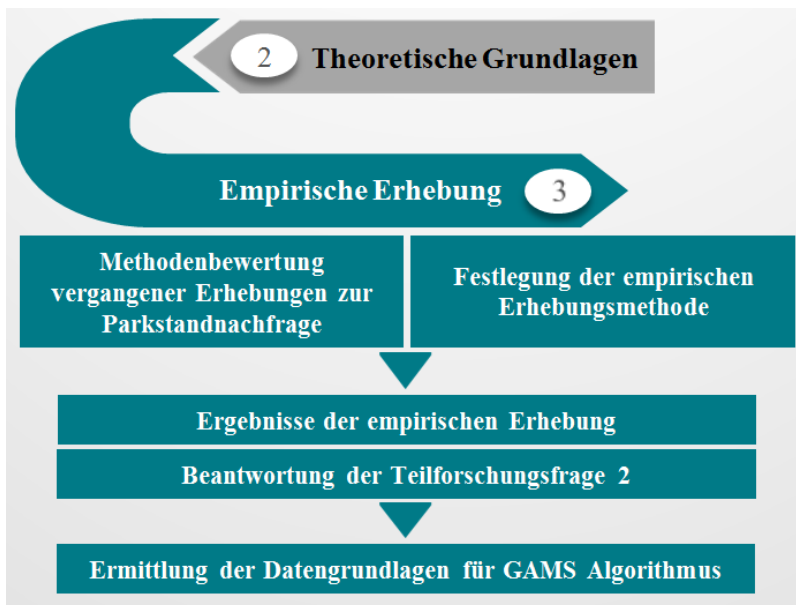 2 Theoretische Grundlagen
Empirische Erhebung 3
Methodenbewertung
vergangener Erhebungen zur
Parkstandnachfrage
Festlegung der empirischen
Erhebungsmethode
Ergebnisse der empirischen Erhebung
Beantwortung der Teilforschungsfrage 2
Ermittlung der Datengrundlagen für GAMS Algorithmus